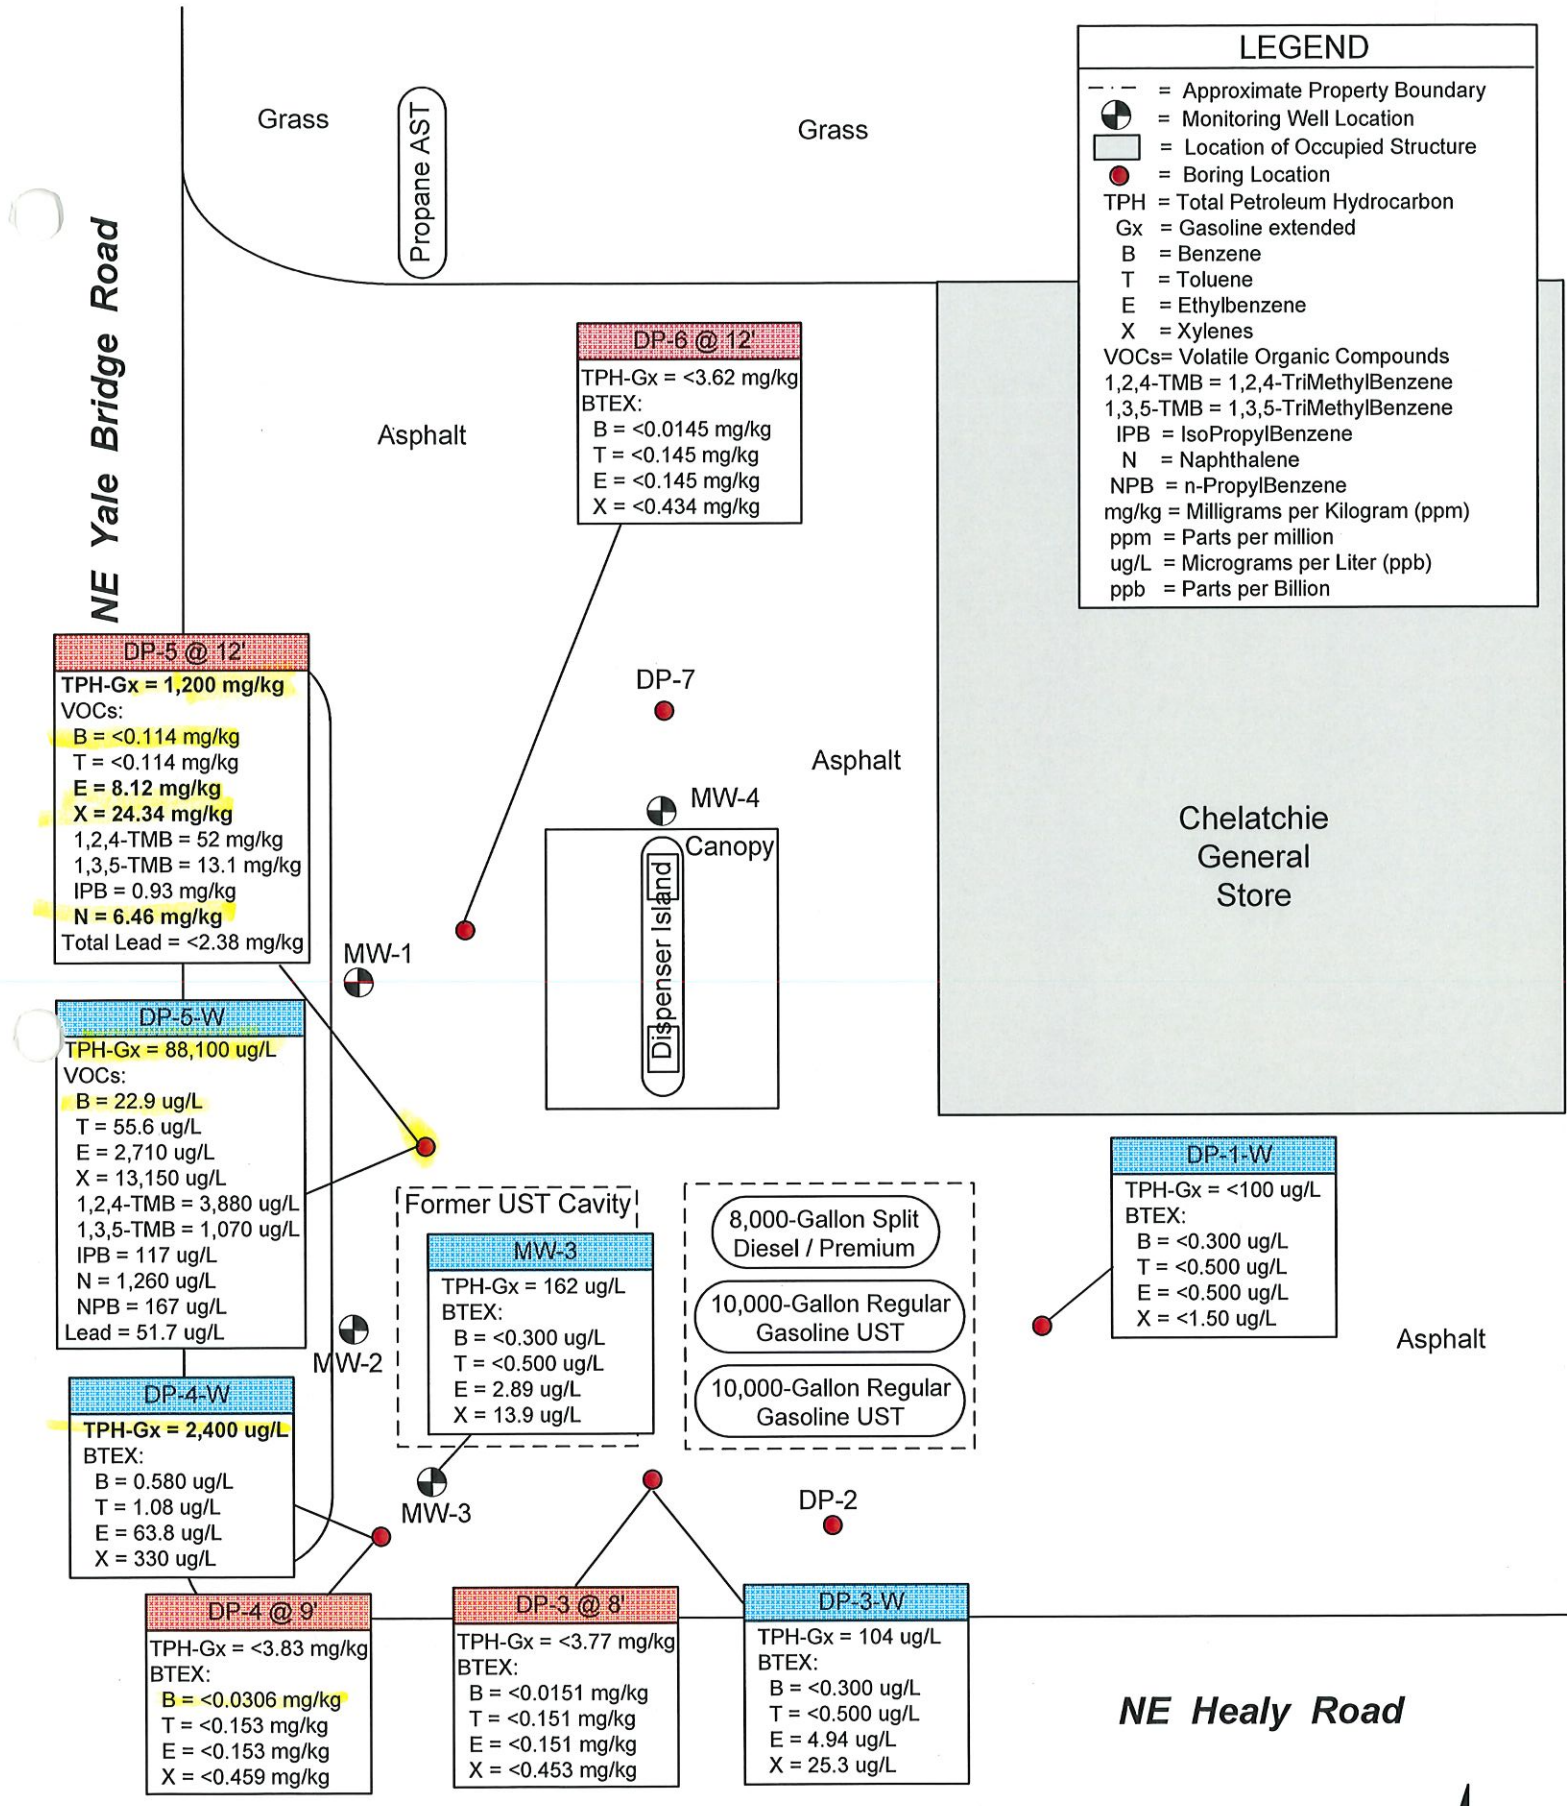 LEGEND
= Approximate Property Boundary
= Monitoring Well Location
= Location of Occupied Structure
= Boring Location
TPH = Total Petroleum Hydrocarbon
Gx = Gasoline extended
B = Benzene
T = Toluene
E = Ethylbenzene
X = Xylenes
VOCs= Volatile Organic Compounds
1,2,4-TMB = 1,2,4-TriMethylBenzene
1,3,5-TMB = 1,3,5-TriMethylBenzene
IPB = IsoPropylBenzene
N = Naphthalene
NPB = n-PropylBenzene
mg/kg = Milligrams per Kilogram (ppm)
ppm = Parts per million
ug/L = Micrograms per Liter (ppb)
ppb = Parts per Billion
Grass
Propane AST
Grass
NE Yale Bridge Road
Asphalt
DP-6 @ 12'
TPH-Gx = <3.62 mg/kg
BTEX:
B = <0.0145 mg/kg
T = <0.145 mg/kg
E = <0.145 mg/kg
X = <0.434 mg/kg
DP-5 @ 12'
TPH-Gx = 1,200 mg/kg
VOCs:
B = <0.114 mg/kg
T = <0.114 mg/kg
E = 8.12 mg/kg
X = 24.34 mg/kg
1,2,4-TMB = 52 mg/kg
1,3,5-TMB = 13.1 mg/kg
IPB = 0.93 mg/kg
N = 6.46 mg/kg
Total Lead = <2.38 mg/kg
DP-7
MW-4
Asphalt
Canopy
Dispenser Island
Chelatchie
General
Store
MW-1
DP-5-W
TPH-Gx = 88,100 ug/L
VOCs:
B = 22.9 ug/L
T = 55.6 ug/L
E = 2,710 ug/L
X = 13,150 ug/L
1,2,4-TMB = 3,880 ug/L
1,3,5-TMB = 1,070 ug/L
IPB = 117 ug/L
N = 1,260 ug/L
NPB = 167 ug/L
Lead = 51.7 ug/L
Former UST Cavity
MW-3
TPH-Gx = 162 ug/L
BTEX:
B = <0.300 ug/L
T = <0.500 ug/L
E = 2.89 ug/L
X = 13.9 ug/L
8,000-Gallon Split
Diesel / Premium
10,000-Gallon Regular
Gasoline UST
10,000-Gallon Regular
Gasoline UST
DP-1-W
TPH-Gx = <100 ug/L
BTEX:
B = <0.300 ug/L
T = <0.500 ug/L
E = <0.500 ug/L
X = <1.50 ug/L
Asphalt
MW-2
DP-4-W
TPH-Gx = 2,400 ug/L
BTEX:
B = 0.580 ug/L
T = 1.08 ug/L
E = 63.8 ug/L
X = 330 ug/L
MW-3
DP-2
DP-4 @ 9'
TPH-Gx = <3.83 mg/kg
BTEX:
B = <0.0306 mg/kg
T = <0.153 mg/kg
E = <0.153 mg/kg
X = <0.459 mg/kg
DP-3 @ 8'
TPH-Gx = <3.77 mg/kg
BTEX:
B = <0.0151 mg/kg
T = <0.151 mg/kg
E = <0.151 mg/kg
X = <0.453 mg/kg
DP-3-W
TPH-Gx = 104 ug/L
BTEX:
B = <0.300 ug/L
T = <0.500 ug/L
E = 4.94 ug/L
X = 25.3 ug/L
NE Healy Road